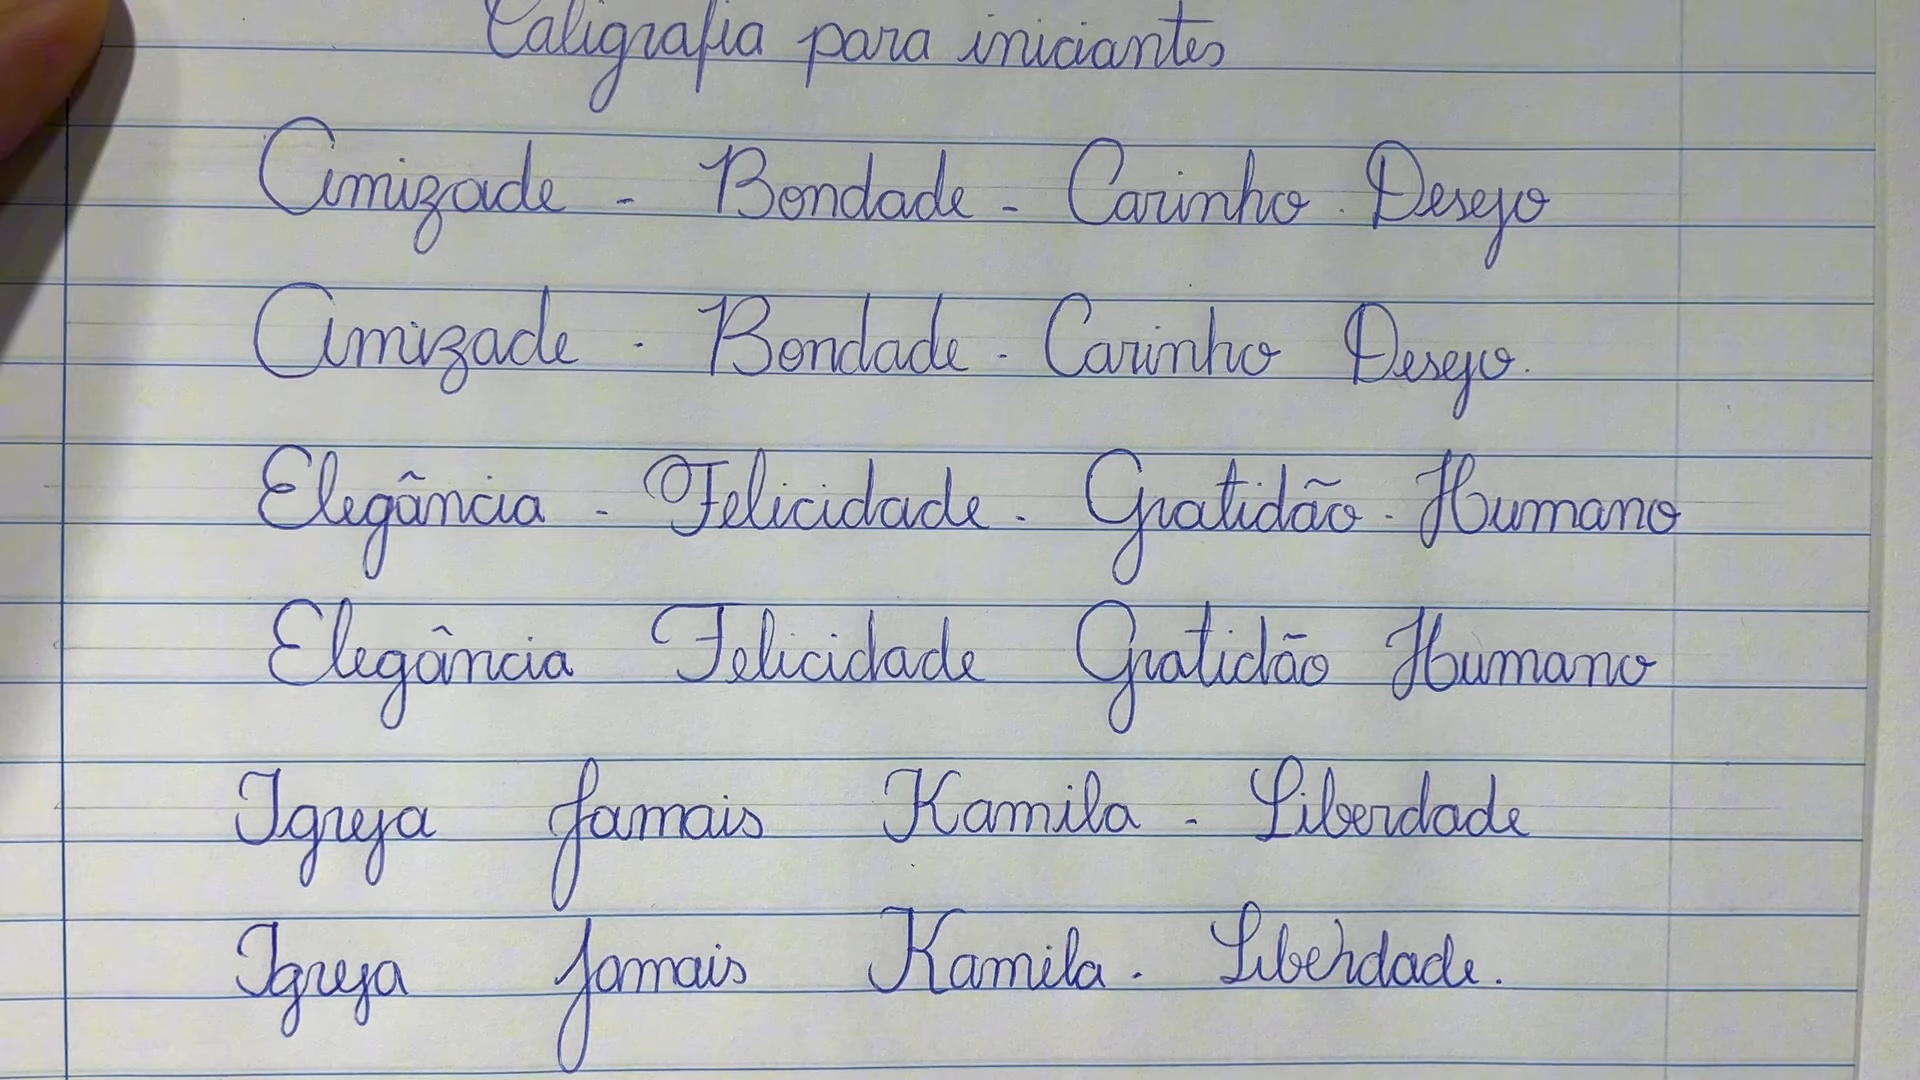 Caligrafia para iniciantes
Amizade - Bondade - Carinho - Desejo
Amizade - Bondade - Carinho Desejo.
Elegância - Felicidade - Gratidão - Humano
Elegância Felicidade Gratidão Humano
Igreja Jamais Kamila - Liberdade
Igreja Jamais Kamila - Liberdade.